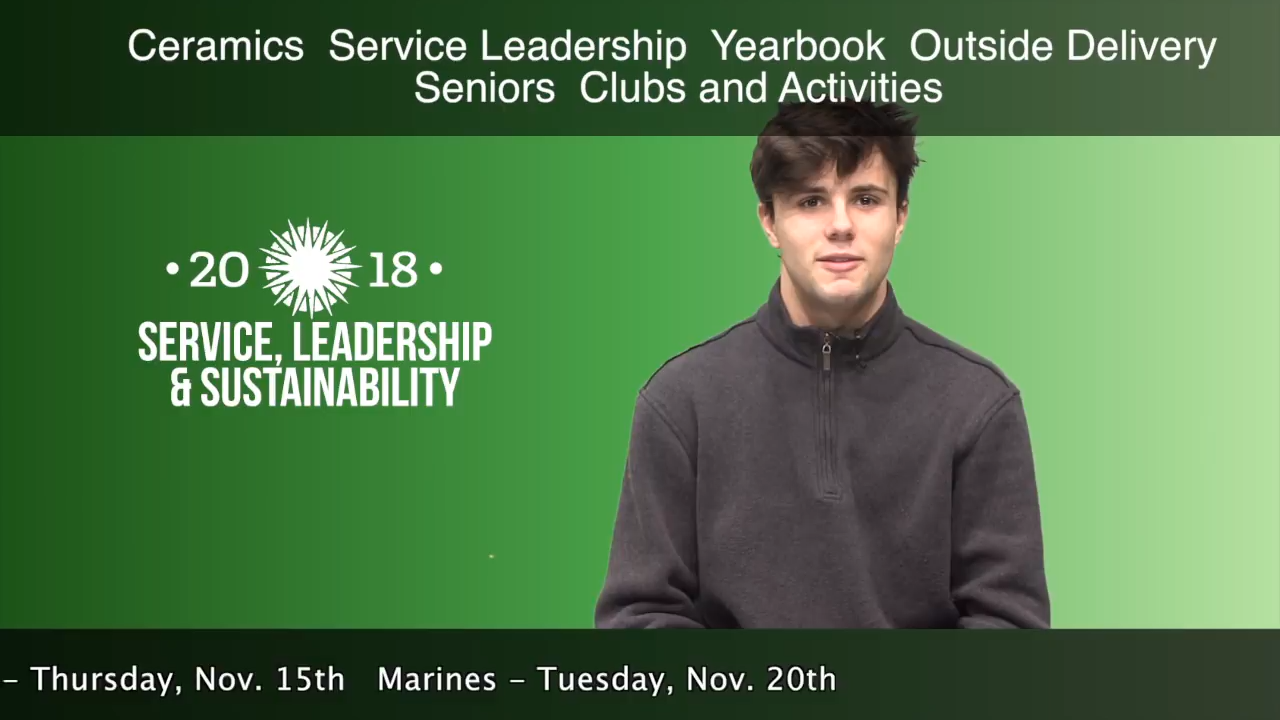 Ceramics Service Leadership Yearbook Outside Delivery
Seniors Clubs and Activities
• 20 18 •
SERVICE, LEADERSHIP
& SUSTAINABILITY
– Thursday, Nov. 15th Marines – Tuesday, Nov. 20th